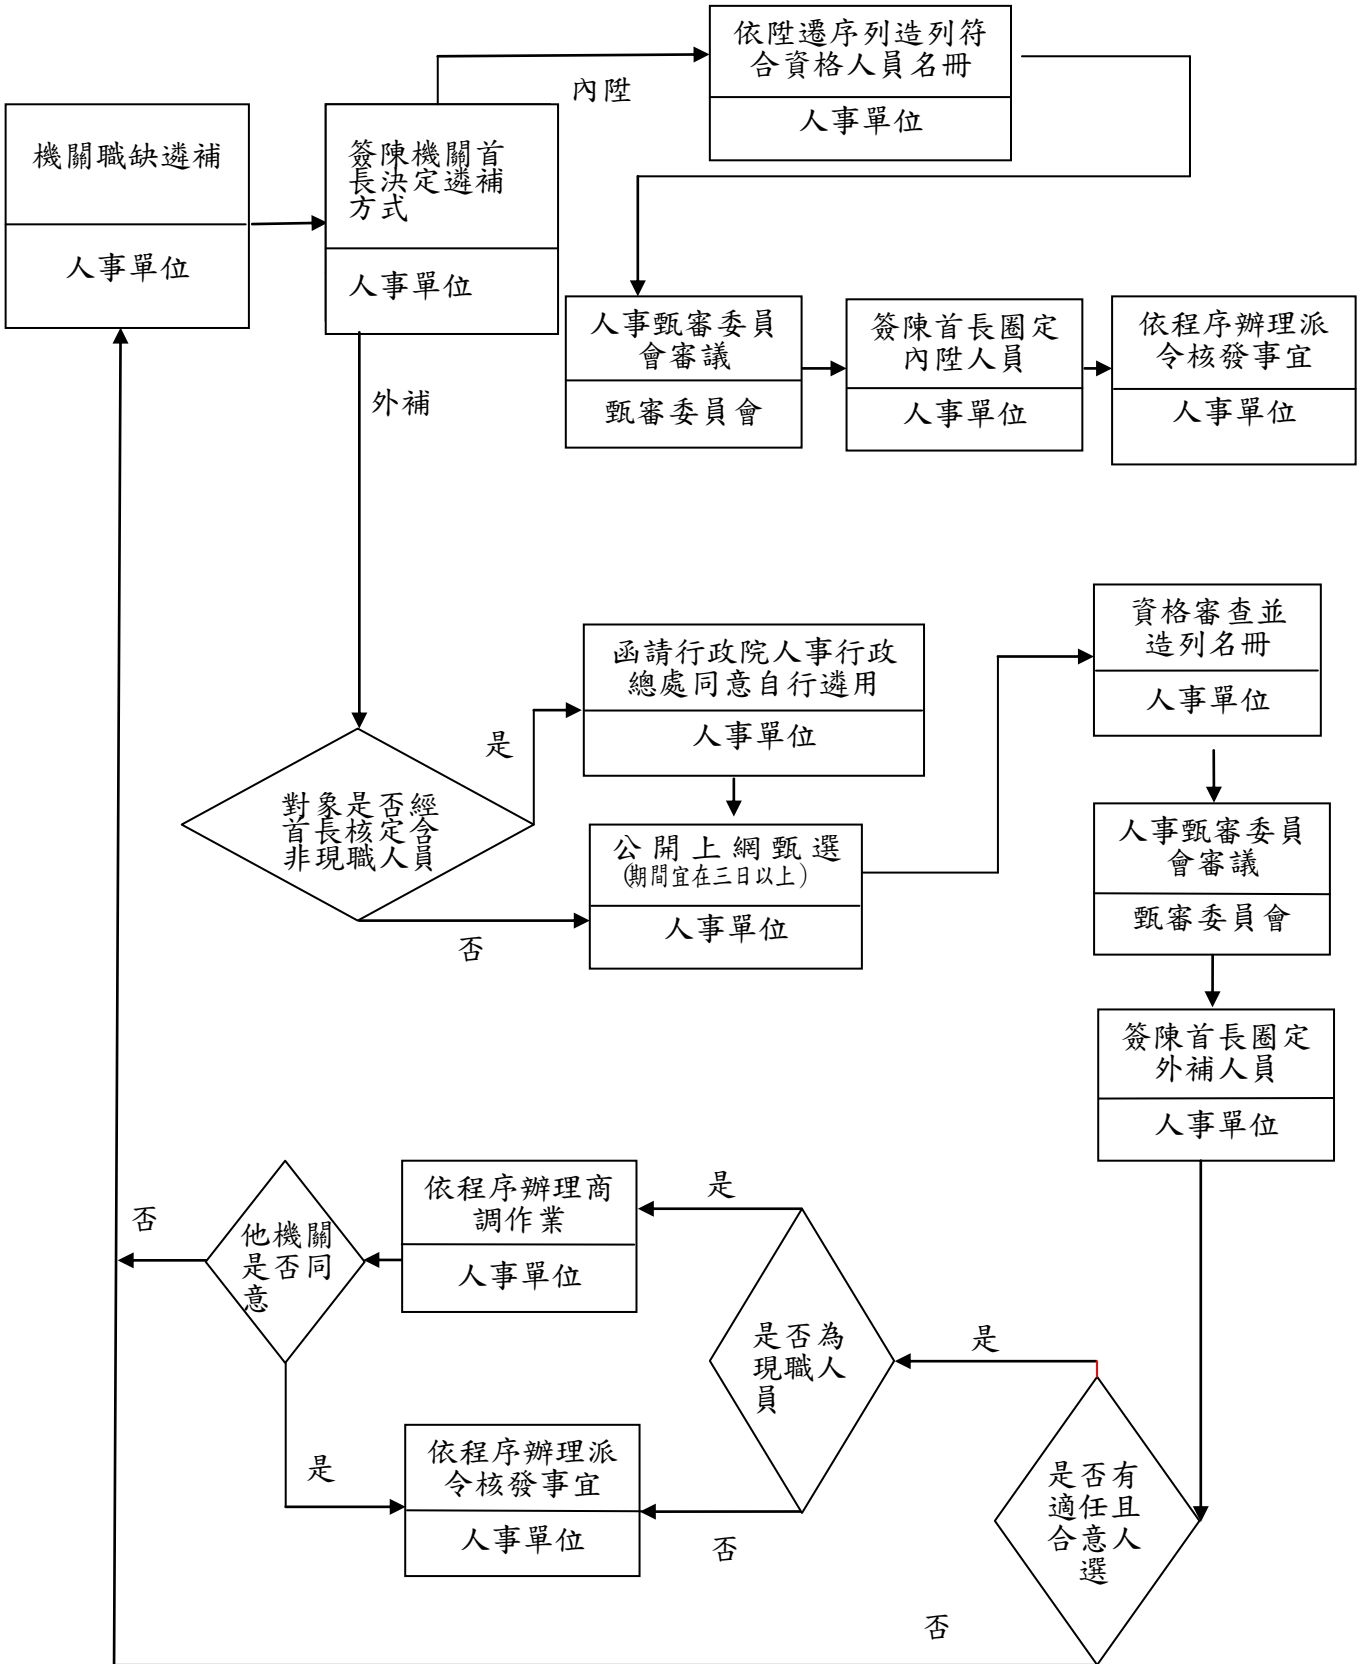 依陞遷序列造列符
合資格人員名冊
人事單位
內陞
機關職缺遴補
人事單位
簽陳機關首
長決定遴補
方式
人事單位
人事甄審委員
會審議
甄審委員會
簽陳首長圈定
內陞人員
人事單位
依程序辦理派
令核發事宜
人事單位
外補
對象是否經
首長核定含
非現職人員
是
否
函請行政院人事行政
總處同意自行遴用
人事單位
公開上網甄選
(期間宜在三日以上)
人事單位
資格審查並
造列名冊
人事單位
人事甄審委員
會審議
甄審委員會
簽陳首長圈定
外補人員
人事單位
是否有
適任且
合意人
選
是
否
是否為
現職人
員
是
否
依程序辦理商
調作業
人事單位
他機關
是否同
意
否
是
依程序辦理派
令核發事宜
人事單位